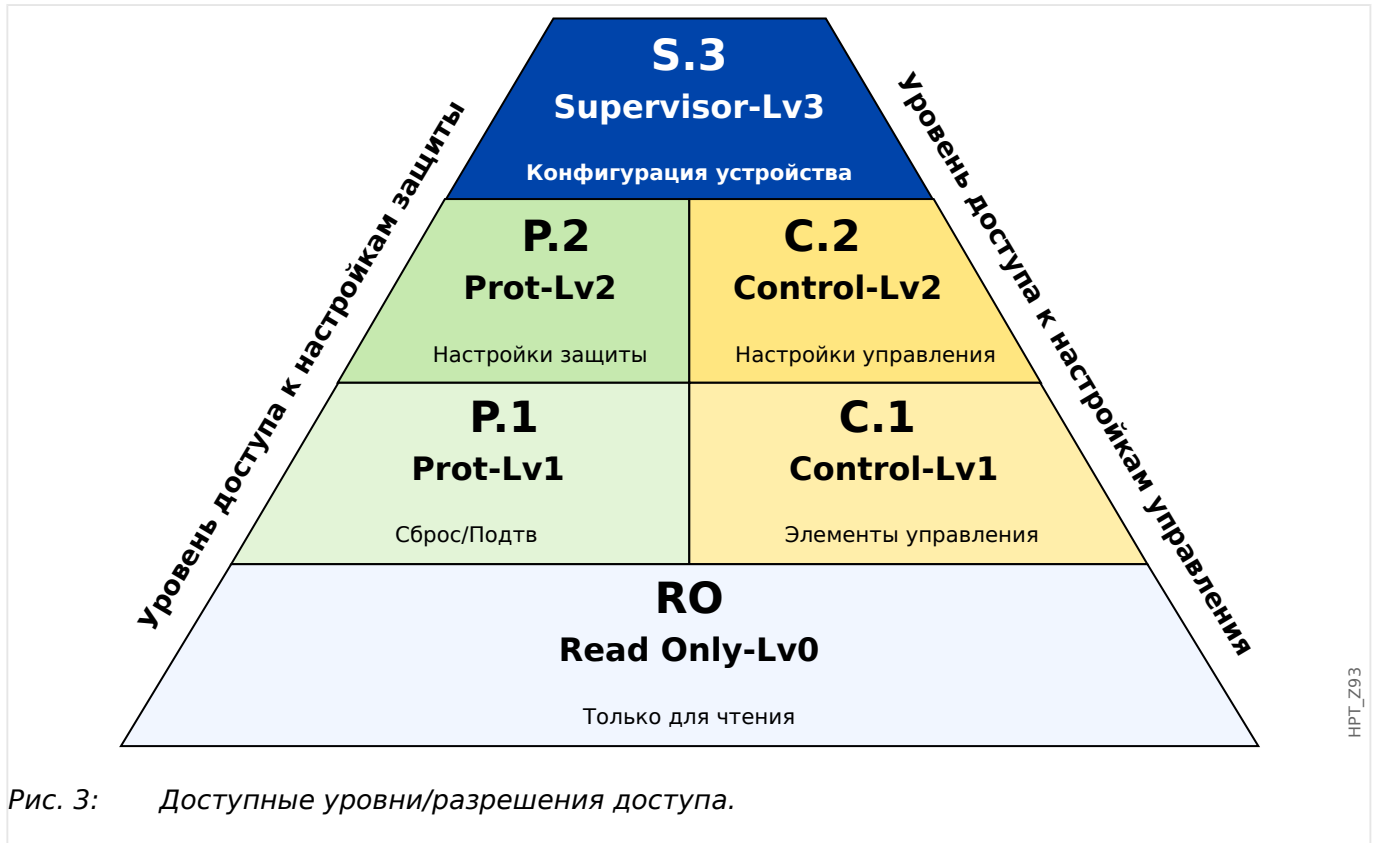 S.3
Supervisor-Lv3
Конфигурация устройства
Уровень доступа к настройкам защиты
Уровень доступа к настройкам управления
P.2
Prot-Lv2
Настройки защиты
C.2
Control-Lv2
Настройки управления
P.1
Prot-Lv1
Сброс/Подтв
C.1
Control-Lv1
Элементы управления
RO
Read Only-Lv0
Только для чтения
HPT_Z93
Рис. 3: Доступные уровни/разрешения доступа.